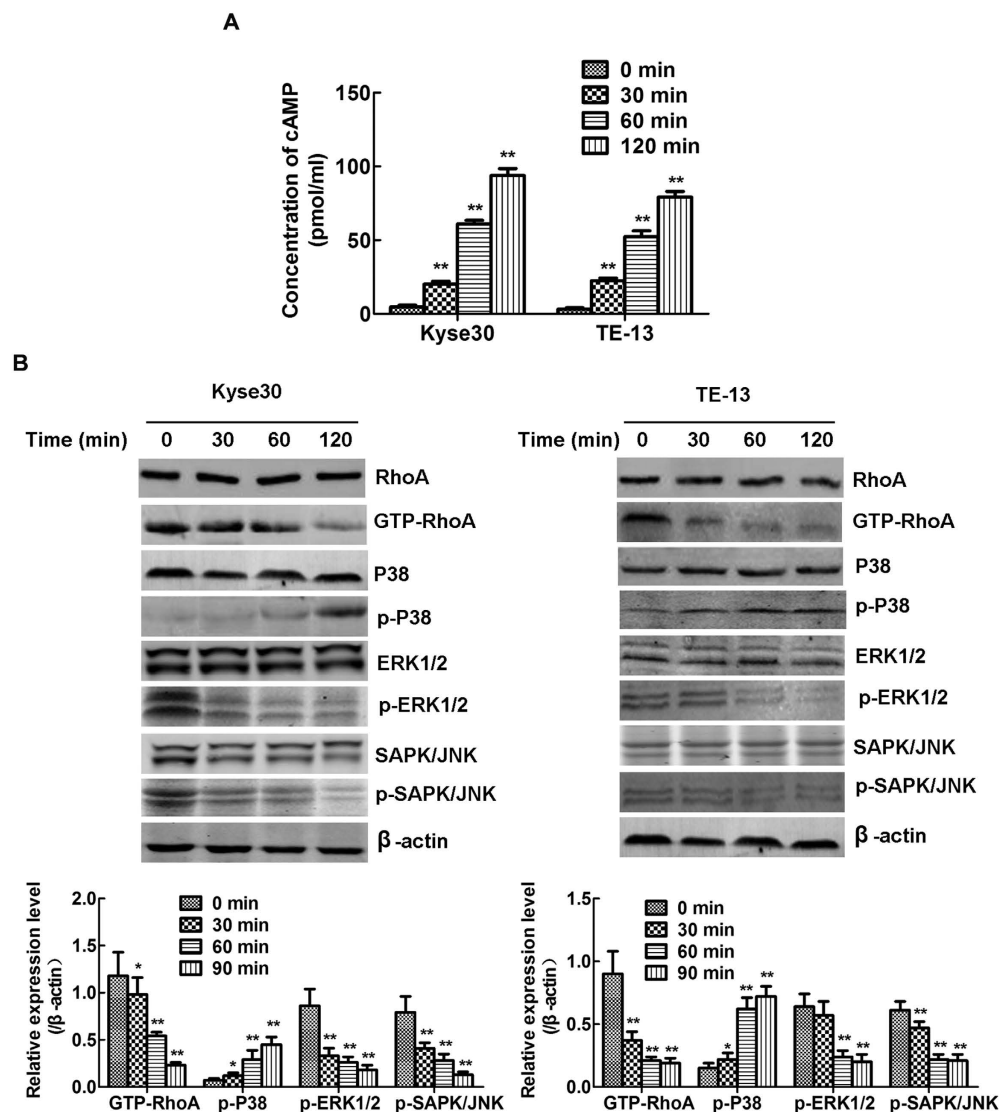 A
Concentration of cAMP
(pmol/ml)
150
100
50
0
0 min
30 min
60 min
120 min
** ** ** ** ** **
Kyse30 TE-13
B
Kyse30
Time (min) 0 30 60 120
RhoA
GTP-RhoA
P38
p-P38
ERK1/2
p-ERK1/2
SAPK/JNK
p-SAPK/JNK
β-actin
TE-13
Time (min) 0 30 60 120
RhoA
GTP-RhoA
P38
p-P38
ERK1/2
p-ERK1/2
SAPK/JNK
p-SAPK/JNK
β-actin
Relative expression level
(/β-actin)
2.0
1.5
1.0
0.5
0.0
0 min
30 min
60 min
90 min
* ** ** * ** ** ** ** ** ** ** **
GTP-RhoA p-P38 p-ERK1/2 p-SAPK/JNK
Relative expression level
(/β-actin)
1.5
1.0
0.5
0.0
0 min
30 min
60 min
90 min
** ** ** * ** ** ** ** ** ** **
GTP-RhoA p-P38 p-ERK1/2 p-SAPK/JNK